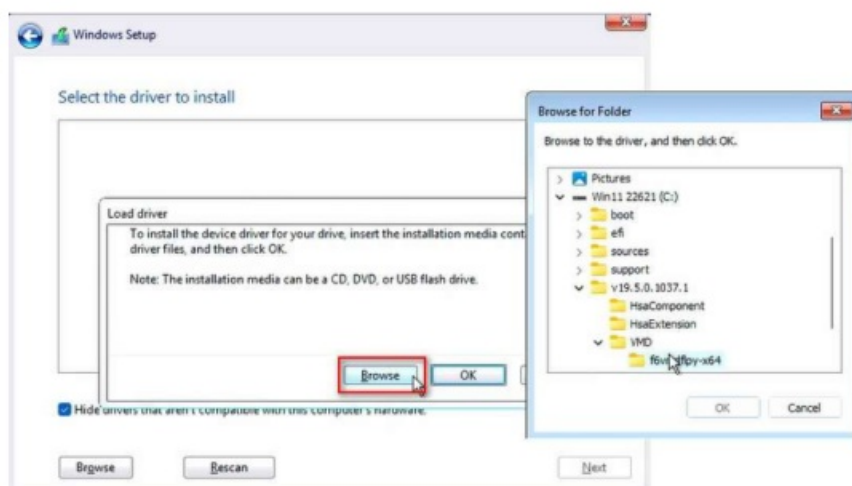 Windows Setup
Select the driver to install
Load driver
To install the device driver for your drive, insert the installation media cont
driver files, and then click OK.
Note: The installation media can be a CD, DVD, or USB flash drive.
Browse
OK
Hide drivers that aren't compatible with this computer's hardware.
Browse
Rescan
Next
Browse for Folder
Browse to the driver, and then click OK.
Pictures
Win11 22621 (C:)
boot
efi
sources
support
v19.5.0.1037.1
HsaComponent
HsaExtension
VMD
OK
Cancel